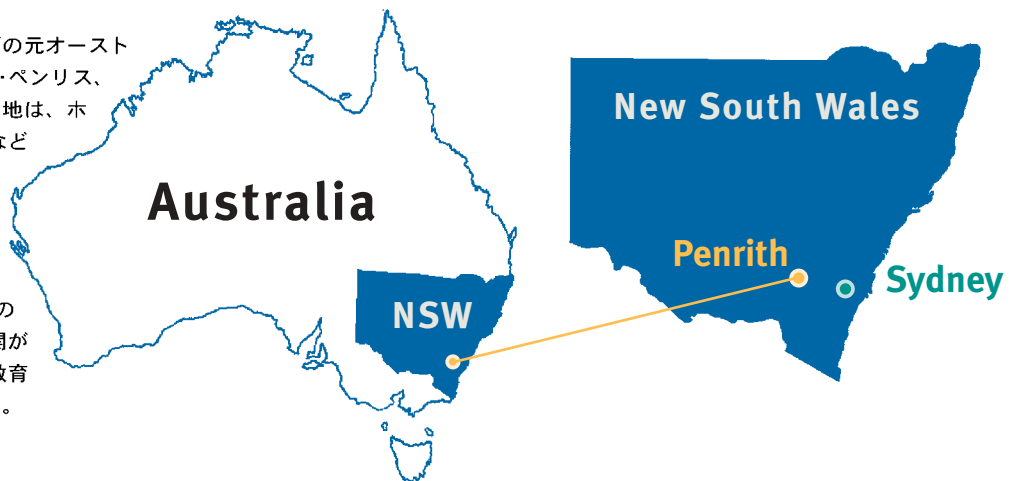 の元オースト
・ペンリス、
地は、ホ
など
の
関が
教育
。
Australia
NSW
New South Wales
Penrith
Sydney